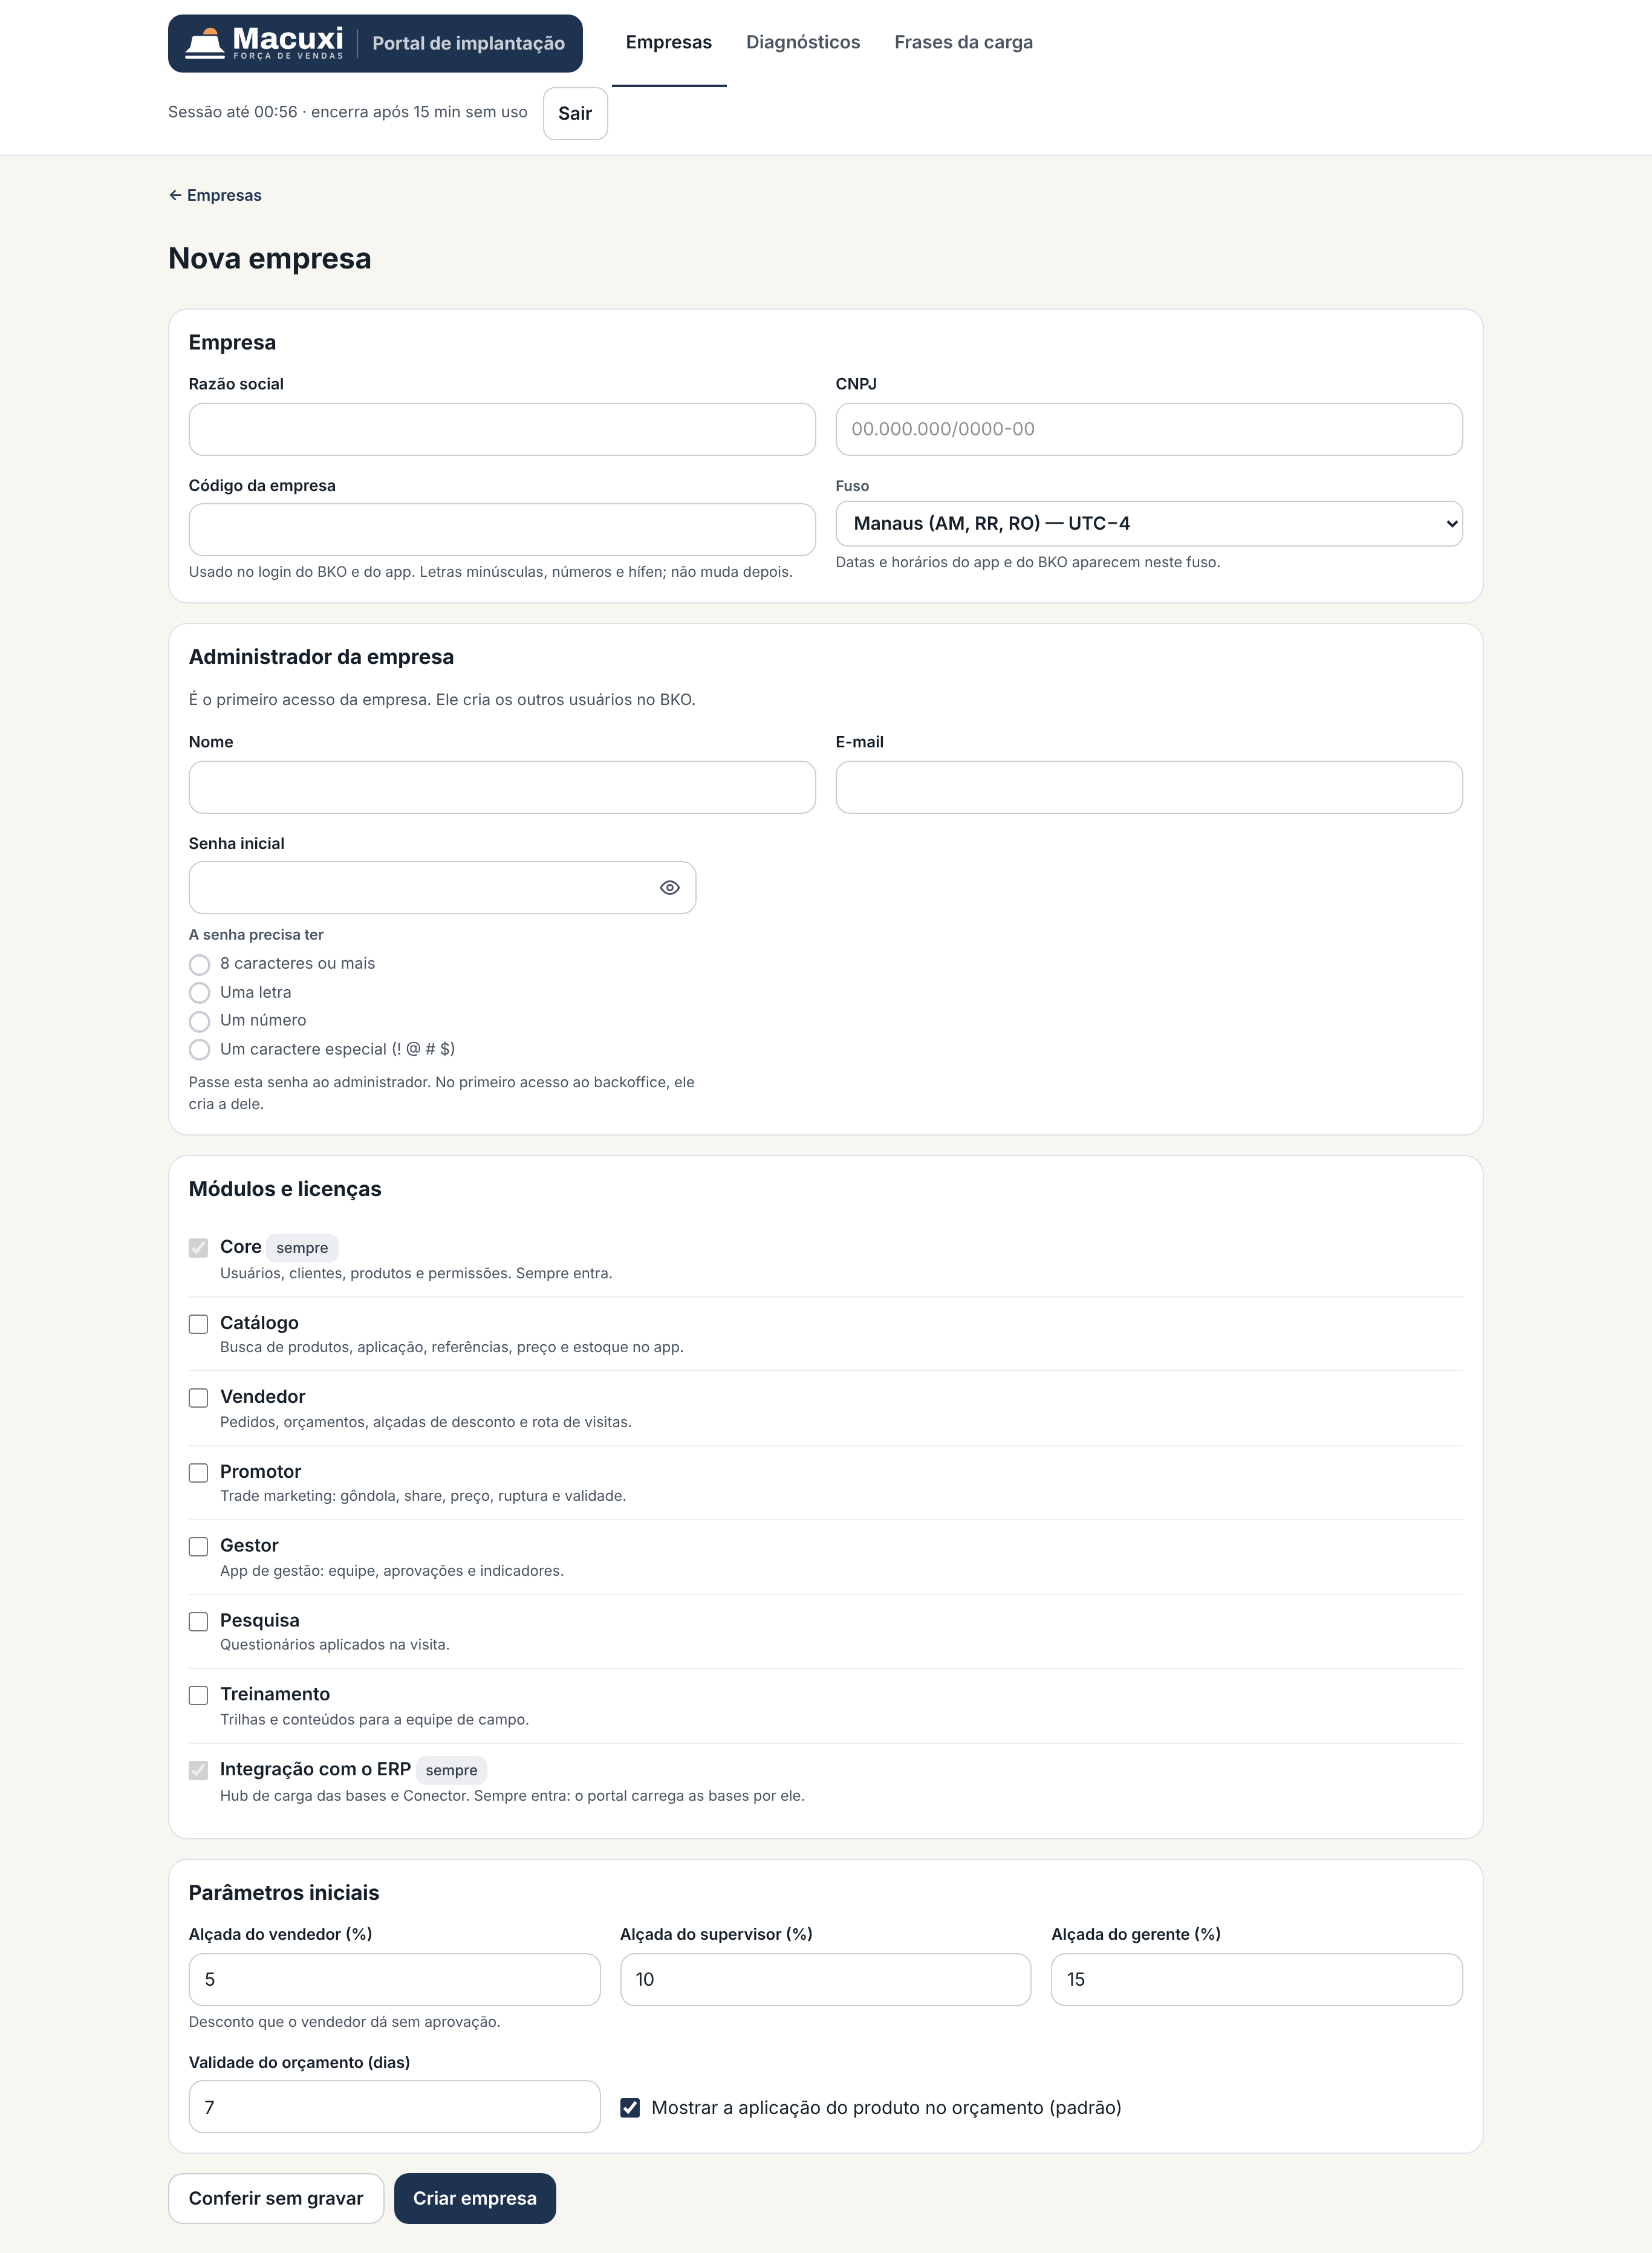 Macuxi
FORÇA DE VENDAS
Portal de implantação
Empresas
Diagnósticos
Frases da carga
Sessão até 00:56 · encerra após 15 min sem uso
Sair
← Empresas
Nova empresa
Empresa
Razão social
CNPJ
00.000.000/0000-00
Código da empresa
Fuso
Manaus (AM, RR, RO) — UTC−4
Usado no login do BKO e do app. Letras minúsculas, números e hífen; não muda depois.
Datas e horários do app e do BKO aparecem neste fuso.
Administrador da empresa
É o primeiro acesso da empresa. Ele cria os outros usuários no BKO.
Nome
E-mail
Senha inicial
A senha precisa ter
8 caracteres ou mais
Uma letra
Um número
Um caractere especial (! @ # $)
Passe esta senha ao administrador. No primeiro acesso ao backoffice, ele
cria a dele.
Módulos e licenças
Core sempre
Usuários, clientes, produtos e permissões. Sempre entra.
Catálogo
Busca de produtos, aplicação, referências, preço e estoque no app.
Vendedor
Pedidos, orçamentos, alçadas de desconto e rota de visitas.
Promotor
Trade marketing: gôndola, share, preço, ruptura e validade.
Gestor
App de gestão: equipe, aprovações e indicadores.
Pesquisa
Questionários aplicados na visita.
Treinamento
Trilhas e conteúdos para a equipe de campo.
Integração com o ERP sempre
Hub de carga das bases e Conector. Sempre entra: o portal carrega as bases por ele.
Parâmetros iniciais
Alçada do vendedor (%)
Alçada do supervisor (%)
Alçada do gerente (%)
5
10
15
Desconto que o vendedor dá sem aprovação.
Validade do orçamento (dias)
7
Mostrar a aplicação do produto no orçamento (padrão)
Conferir sem gravar
Criar empresa